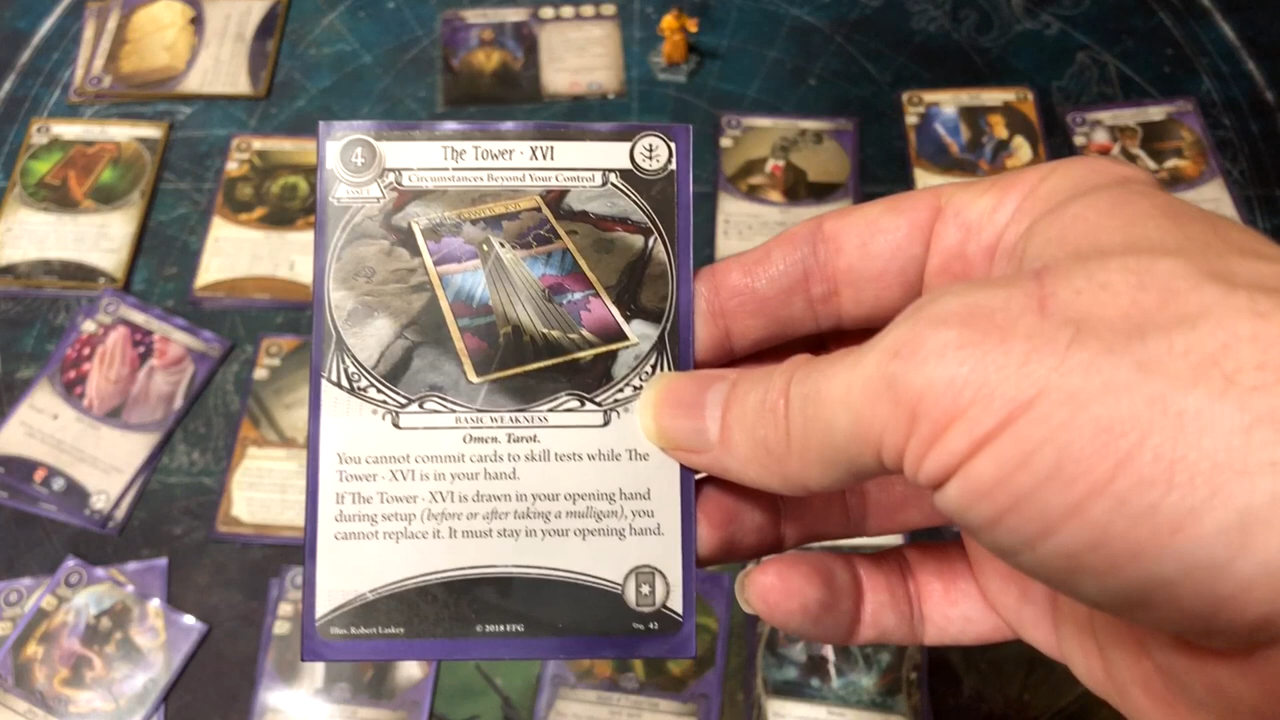 4
The Tower · XVI
ASSET
Circumstances Beyond Your Control
TOWER · XVI
BASIC WEAKNESS
Omen. Tarot.
You cannot commit cards to skill tests while The
Tower · XVI is in your hand.
If The Tower · XVI is drawn in your opening hand
during setup (before or after taking a mulligan), you
cannot replace it. It must stay in your opening hand.
Illus. Robert Laskey
© 2018 FFG
42